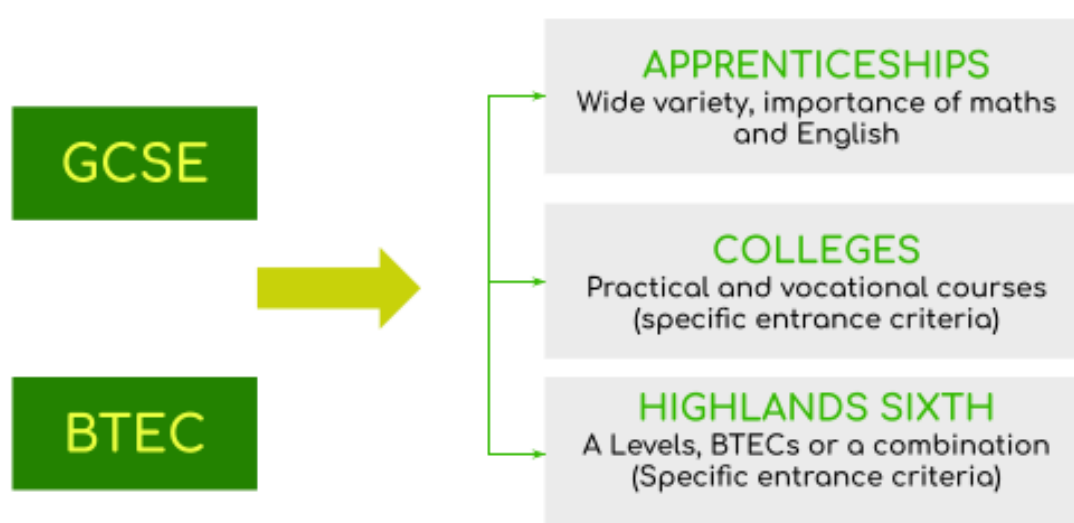 GCSE
BTEC
APPRENTICESHIPS
Wide variety, importance of maths
and English
COLLEGES
Practical and vocational courses
(specific entrance criteria)
HIGHLANDS SIXTH
A Levels, BTECs or a combination
(Specific entrance criteria)